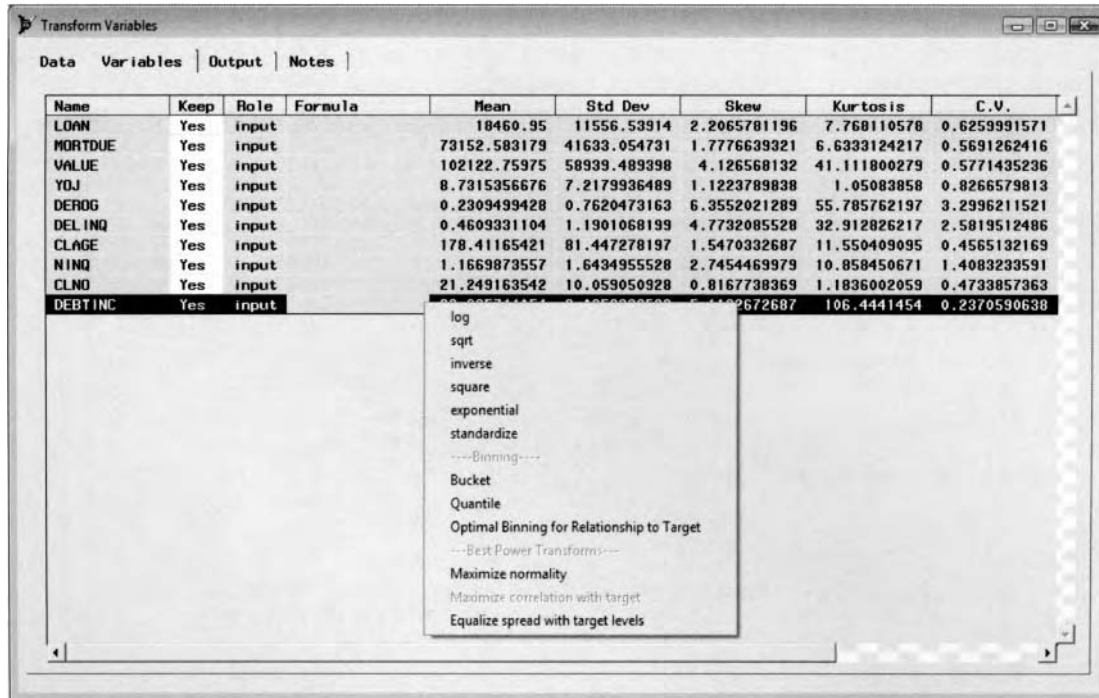 Transform Variables
Data Variables Output Notes
Name Keep Role Formula Mean Std Dev Skew Kurtosis C.V.
LOAN Yes input 18460.95 11556.53914 2.2065781196 7.768110578 0.6259991571
MORTDUE Yes input 73152.583179 41633.054731 1.7776639321 6.6333124217 0.5691262416
VALUE Yes input 102122.75975 58939.489398 4.126568132 41.111800279 0.5771435236
YOJ Yes input 8.7315356676 7.2179936489 1.1223789838 1.05083858 0.8266579813
DEROG Yes input 0.2309499428 0.7620473163 6.3552021289 55.785762197 3.2996211521
DELINQ Yes input 0.4609331104 1.1901068199 4.7732085528 32.912826217 2.5819512486
CLAGE Yes input 178.41165421 81.447278197 1.5470332687 11.550409095 0.4565132169
NINQ Yes input 1.1669873557 1.6434955528 2.7454469979 10.858450671 1.4083233591
CLNO Yes input 21.249163542 10.059050928 0.8167738369 1.1836002059 0.4733857363
DEBTINC Yes input 2672687 106.4441454 0.2370590638
log
sqrt
inverse
square
exponential
standardize
----Binning----
Bucket
Quantile
Optimal Binning for Relationship to Target
---Best Power Transforms---
Maximize normality
Maximize correlation with target
Equalize spread with target levels